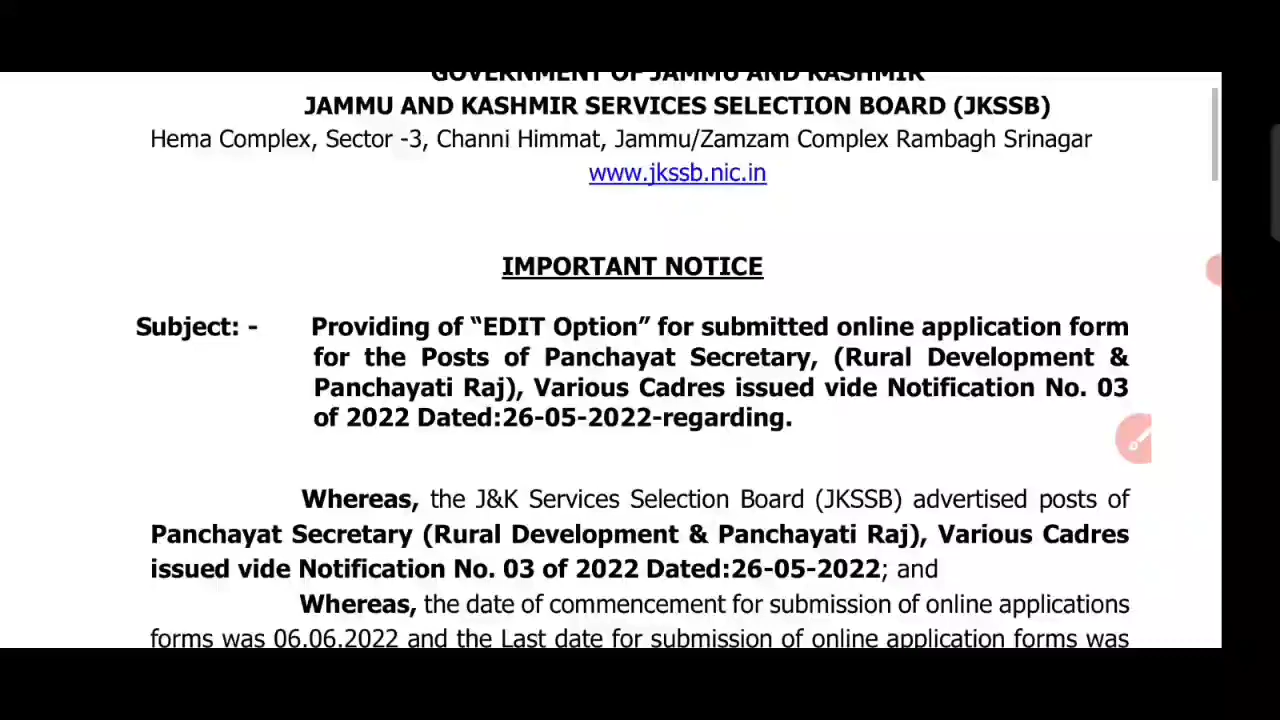 GOVERNMENT OF JAMMU AND KASHMIR
JAMMU AND KASHMIR SERVICES SELECTION BOARD (JKSSB)
Hema Complex, Sector -3, Channi Himmat, Jammu/Zamzam Complex Rambagh Srinagar
www.jkssb.nic.in
IMPORTANT NOTICE
Subject: - Providing of “EDIT Option” for submitted online application form
for the Posts of Panchayat Secretary, (Rural Development &
Panchayati Raj), Various Cadres issued vide Notification No. 03
of 2022 Dated:26-05-2022-regarding.
Whereas, the J&K Services Selection Board (JKSSB) advertised posts of
Panchayat Secretary (Rural Development & Panchayati Raj), Various Cadres
issued vide Notification No. 03 of 2022 Dated:26-05-2022; and
Whereas, the date of commencement for submission of online applications
forms was 06.06.2022 and the Last date for submission of online application forms was